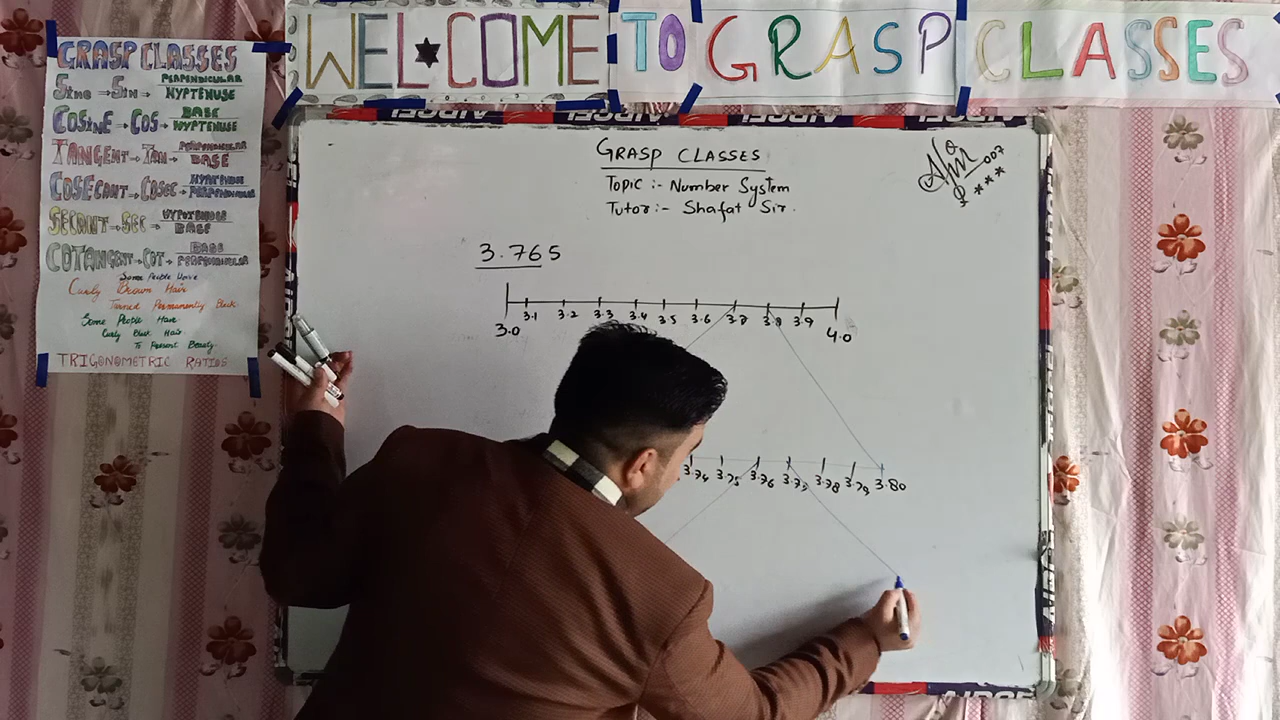 WELCOME TO GRASP CLASSES
GRASP CLASSES
SINE → SIN → PERPENDICULAR
HYPTENUSE
COSINE → COS → BASE
HYPTENUSE
TANGENT → TAN → PERPENDICULAR
BASE
COSECANT → COSEC → HYPTENUSE
PERPENDICULAR
SECANT → SEC → HYPOTENUSE
BASE
COTANGENT → COT → BASE
PERPENDICULAR
Some People Have
Curly Brown Hair
Turned Permanently Black
Some People Have
Curly Black Hair
To Present Beauty
TRIGONOMETRIC RATIOS
GRASP CLASSES
Topic :- Number System
Tutor :- Shafat Sir.
007
3.765
3.0 3.1 3.2 3.3 3.4 3.5 3.6 3.7 3.8 3.9 4.0
3.74 3.75 3.76 3.77 3.78 3.79 3.80